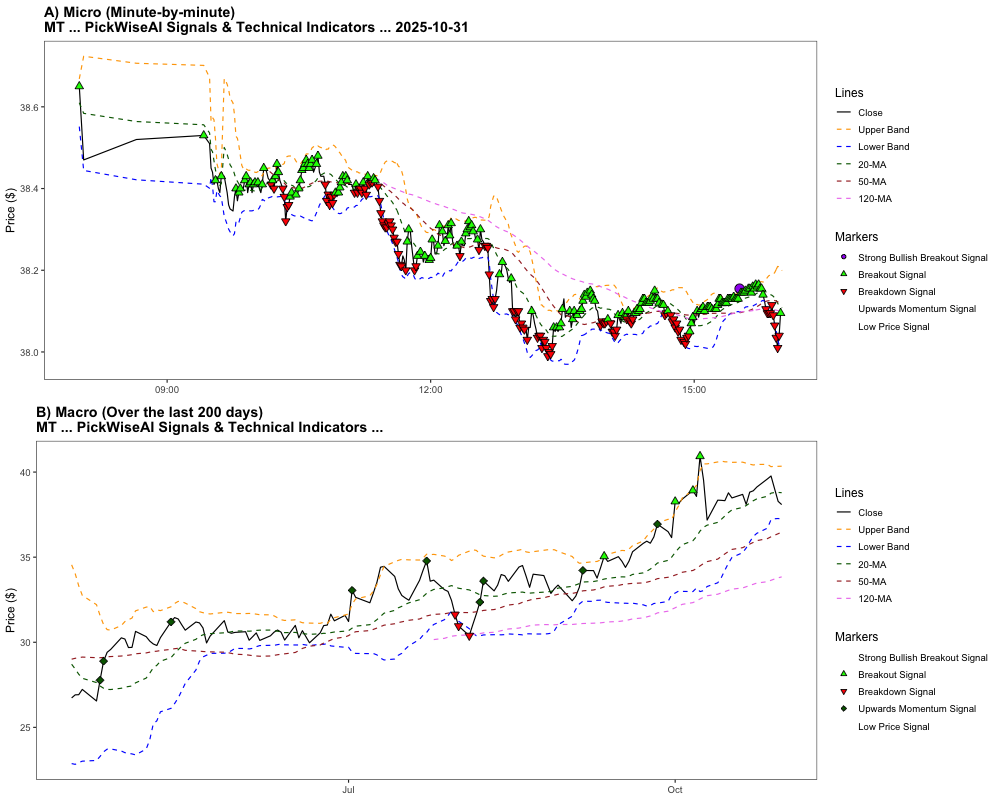 A) Micro (Minute-by-minute)
MT ... PickWiseAI Signals & Technical Indicators ... 2025-10-31
Price ($)
38.6
38.4
38.2
38.0
09:00
12:00
15:00
Lines
Close
Upper Band
Lower Band
20-MA
50-MA
120-MA
Markers
Strong Bullish Breakout Signal
Breakout Signal
Breakdown Signal
Upwards Momentum Signal
Low Price Signal
B) Macro (Over the last 200 days)
MT ... PickWiseAI Signals & Technical Indicators ...
Price ($)
40
35
30
25
Jul
Oct
Lines
Close
Upper Band
Lower Band
20-MA
50-MA
120-MA
Markers
Strong Bullish Breakout Signal
Breakout Signal
Breakdown Signal
Upwards Momentum Signal
Low Price Signal